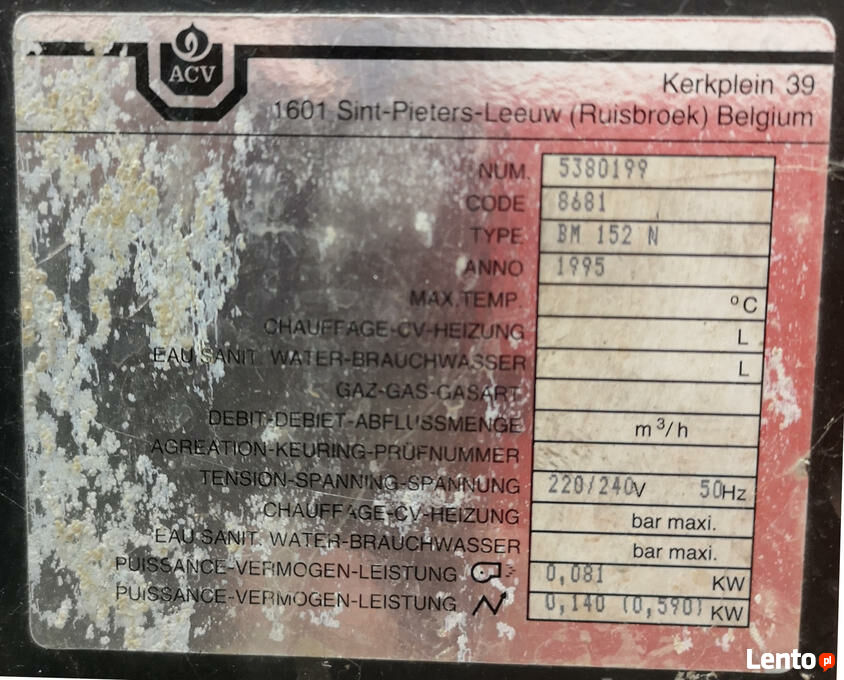 ACV
Kerkplein 39
1601 Sint-Pieters-Leeuw (Ruisbroek) Belgium
NUM. 5380199
CODE 8681
TYPE BM 152 N
ANNO 1995
MAX.TEMP. °C
CHAUFFAGE-CV-HEIZUNG L
EAU SANIT. WATER-BRAUCHWASSER L
GAZ-GAS-GASART
DEBIT-DEBIET-ABFLUSSMENGE m³/h
AGREATION-KEURING-PRÜFNUMMER
TENSION-SPANNING-SPANNUNG 220/240V 50Hz
CHAUFFAGE-CV-HEIZUNG bar maxi.
EAU SANIT. WATER-BRAUCHWASSER bar maxi.
PUISSANCE-VERMOGEN-LEISTUNG 0,081 KW
PUISSANCE-VERMOGEN-LEISTUNG 0,140 (0,590) KW
Lento pl